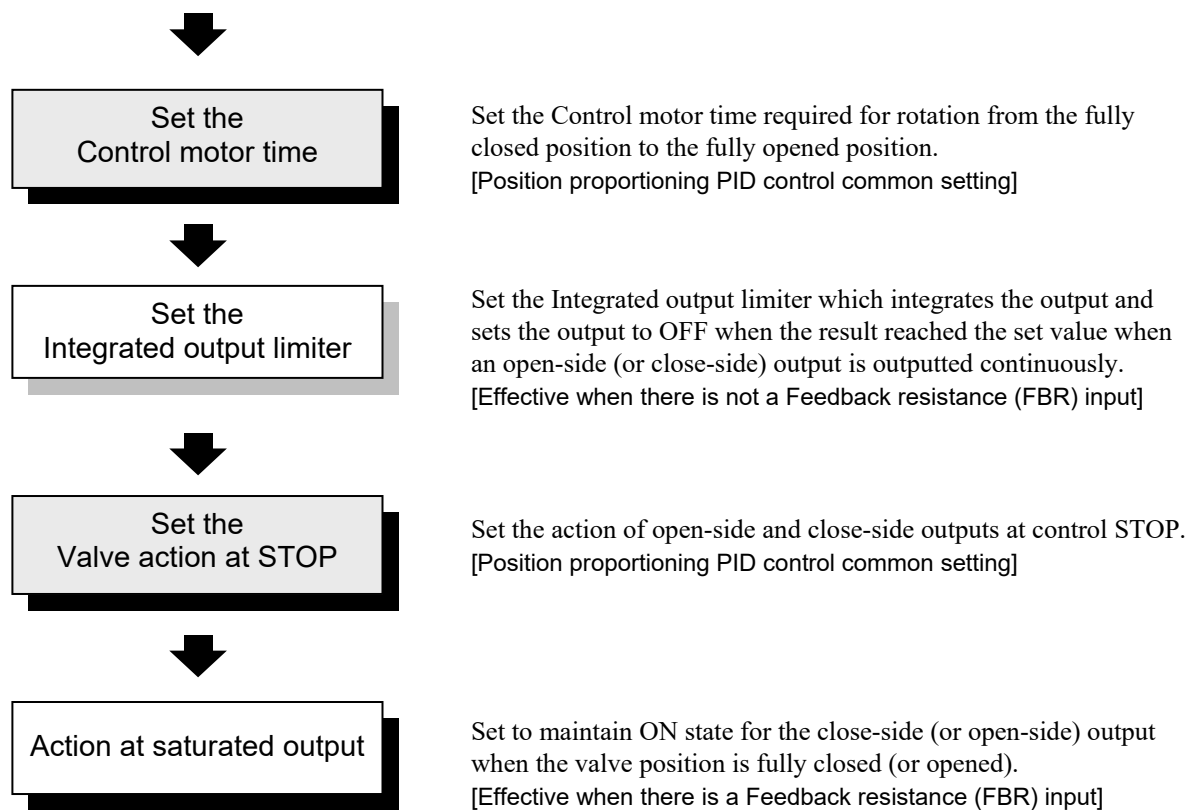 Set the
Control motor time
Set the Control motor time required for rotation from the fully
closed position to the fully opened position.
[Position proportioning PID control common setting]
Set the
Integrated output limiter
Set the Integrated output limiter which integrates the output and
sets the output to OFF when the result reached the set value when
an open-side (or close-side) output is outputted continuously.
[Effective when there is not a Feedback resistance (FBR) input]
Set the
Valve action at STOP
Set the action of open-side and close-side outputs at control STOP.
[Position proportioning PID control common setting]
Action at saturated output
Set to maintain ON state for the close-side (or open-side) output
when the valve position is fully closed (or opened).
[Effective when there is a Feedback resistance (FBR) input]